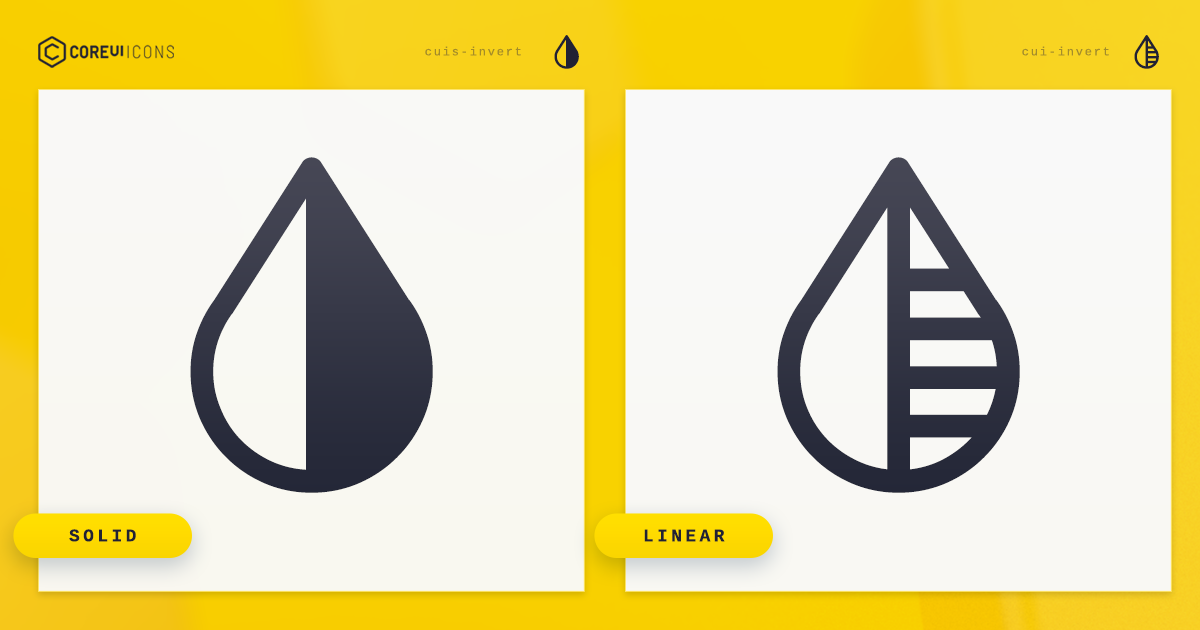 COREUI ICONS
cuis-invert
cui-invert
SOLID
LINEAR